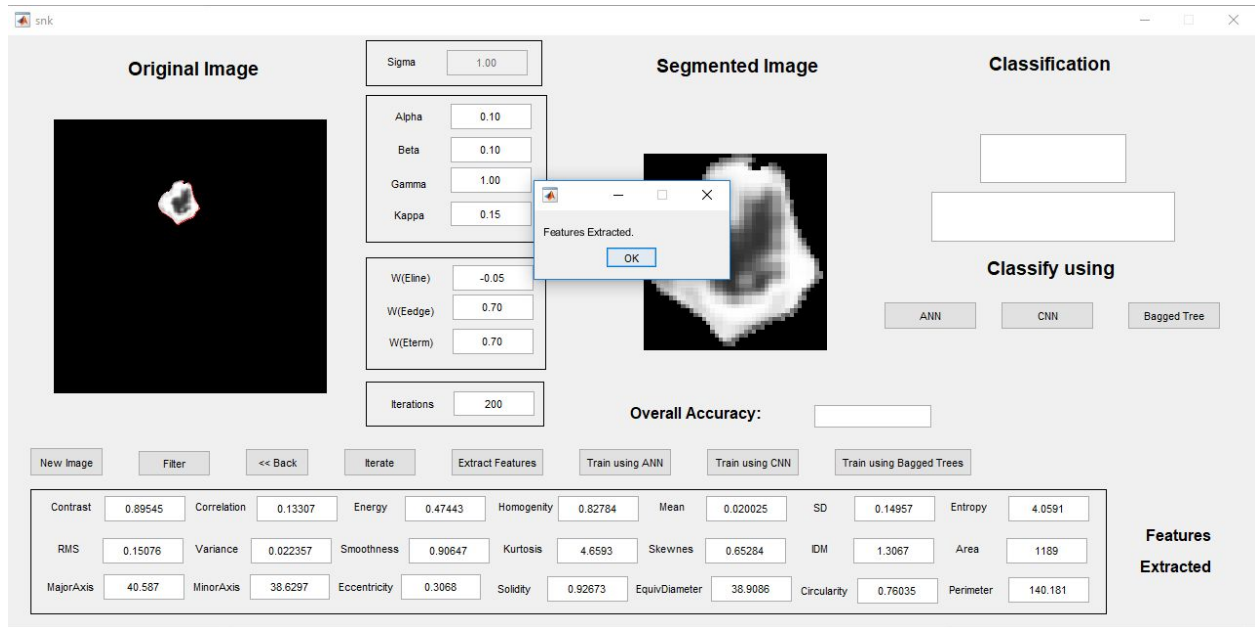 snk
Original Image
Sigma 1.00
Segmented Image
Classification
Alpha 0.10
Beta 0.10
Gamma 1.00
Kappa 0.15
Features Extracted.
OK
W(Eline) -0.05
W(Eedge) 0.70
W(Eterm) 0.70
Classify using
ANN CNN Bagged Tree
Iterations 200
Overall Accuracy:
New Image Filter << Back Iterate Extract Features Train using ANN Train using CNN Train using Bagged Trees
Contrast 0.89545 Correlation 0.13307 Energy 0.47443 Homogenity 0.82784 Mean 0.020025 SD 0.14957 Entropy 4.0591
RMS 0.15076 Variance 0.022357 Smoothness 0.90647 Kurtosis 4.6593 Skewnes 0.65284 IDM 1.3067 Area 1189
MajorAxis 40.587 MinorAxis 38.6297 Eccentricity 0.3068 Solidity 0.92673 EquivDiameter 38.9086 Circularity 0.76035 Perimeter 140.181
Features
Extracted